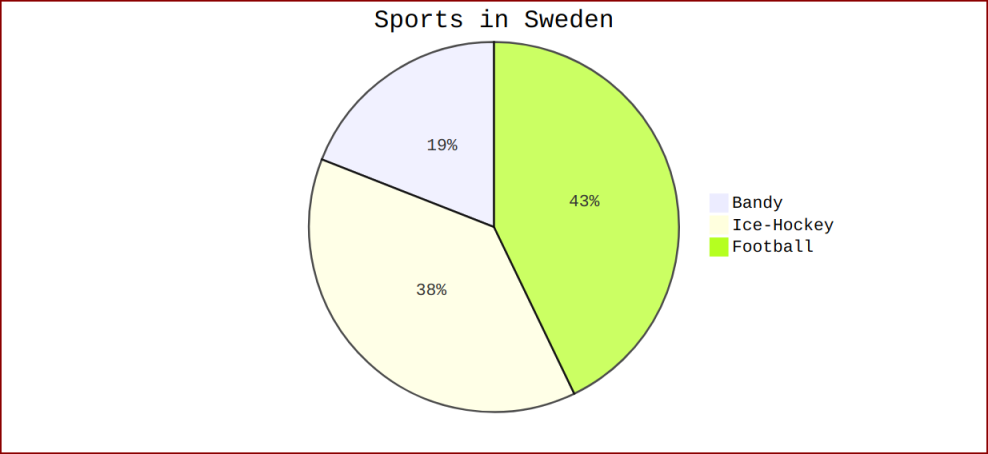 Sports in Sweden
19%
43%
38%
Bandy
Ice-Hockey
Football